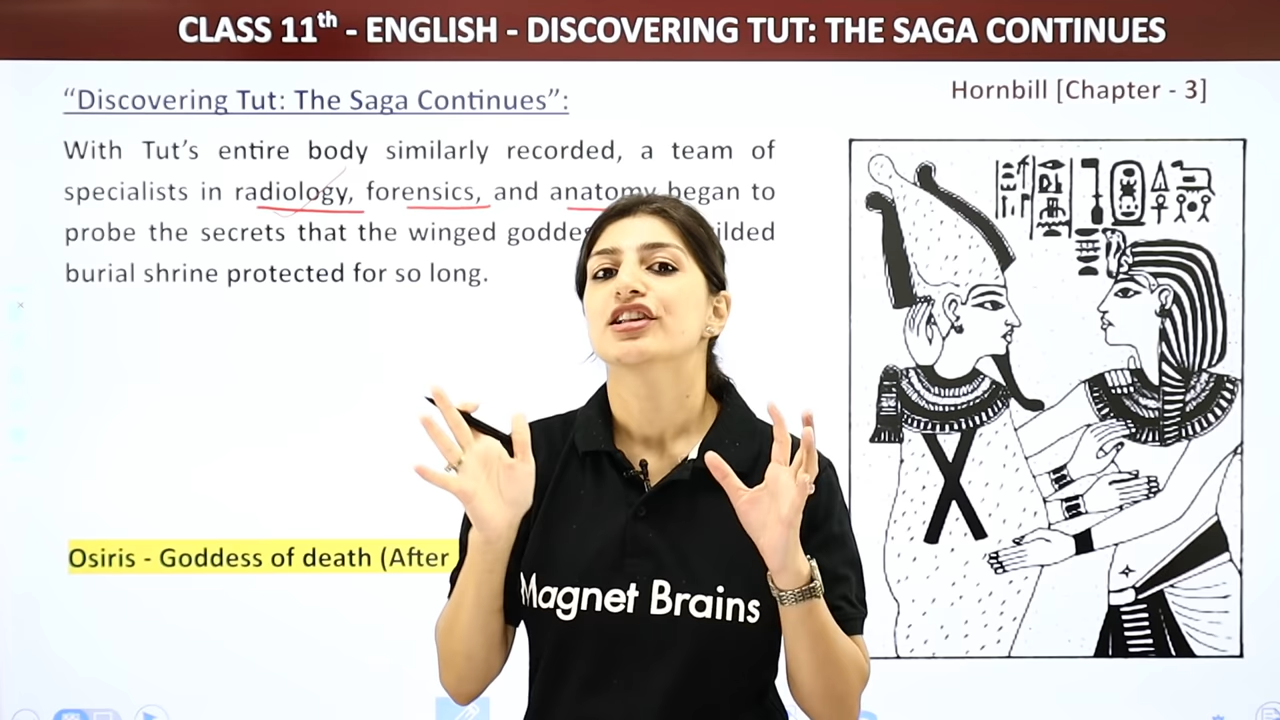 CLASS 11th - ENGLISH - DISCOVERING TUT: THE SAGA CONTINUES
“Discovering Tut: The Saga Continues”:
Hornbill [Chapter - 3]
With Tut’s entire body similarly recorded, a team of
specialists in radiology, forensics, and anatomy began to
probe the secrets that the winged
burial shrine protected for so long.
Osiris - Goddess of death (After
Magnet Brains